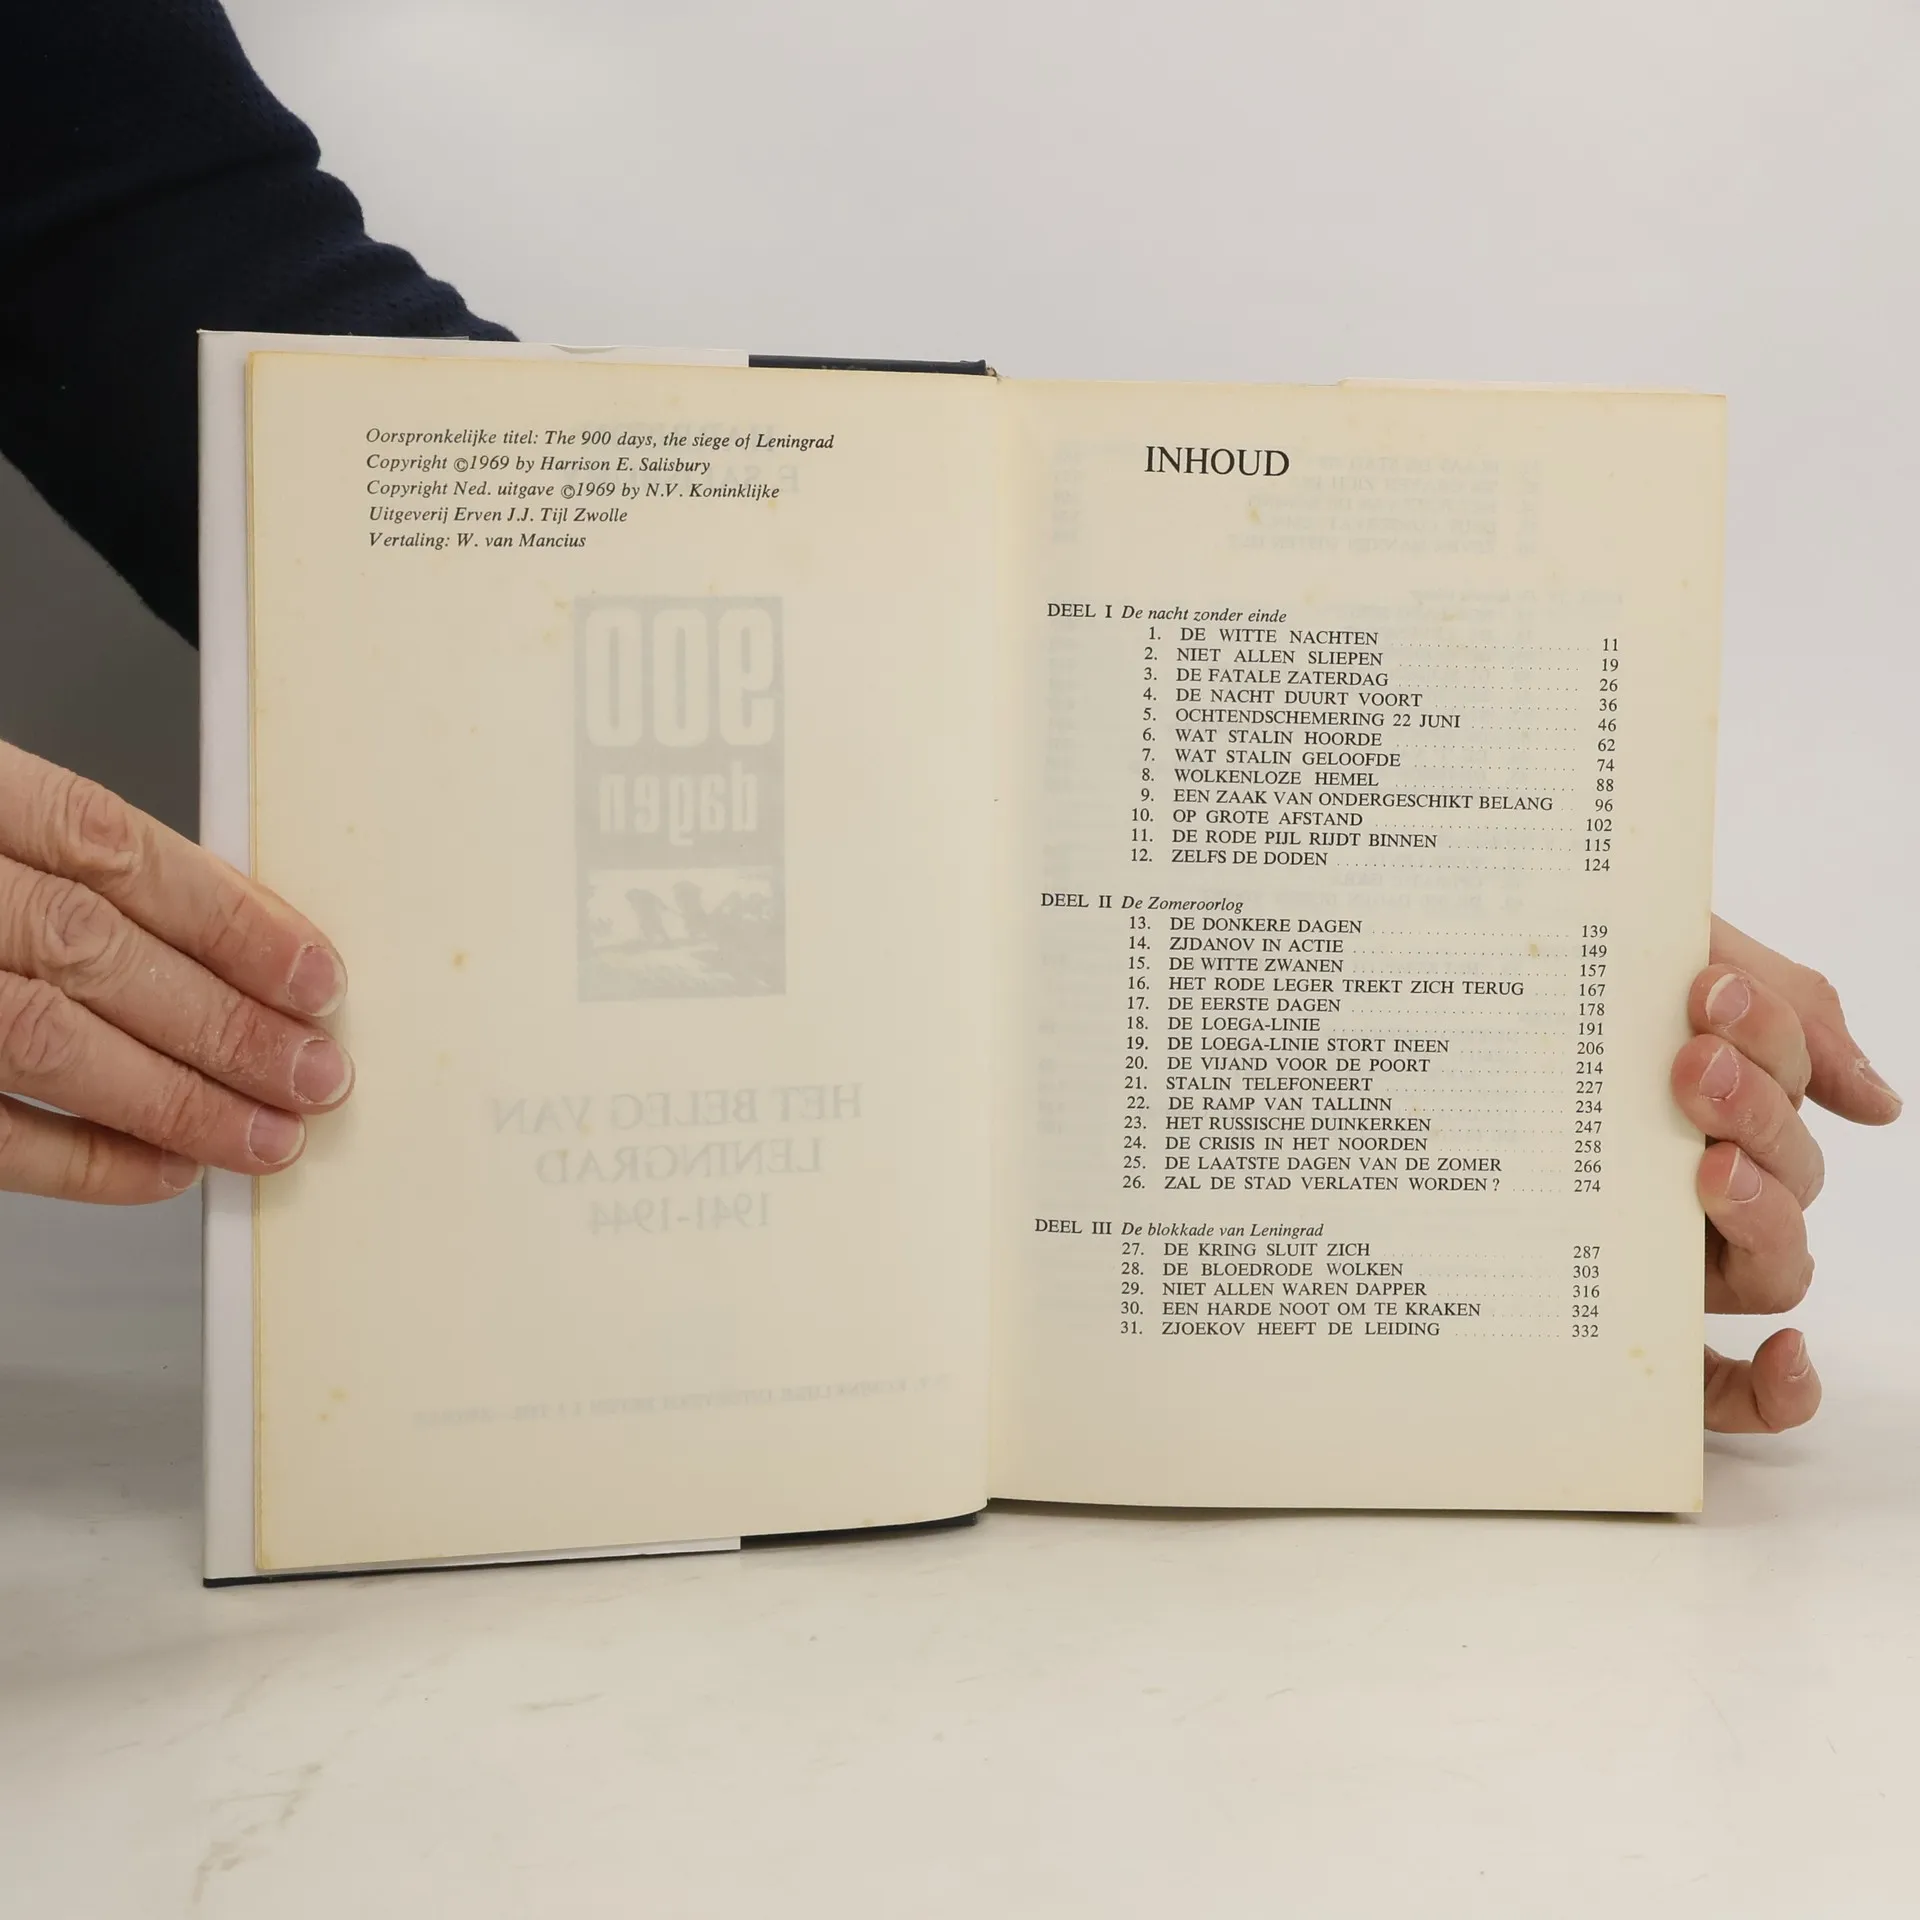 Oorspronkelijke titel: The 900 days, the siege of Leningrad
Copyright ©1969 by Harrison E. Salisbury
Copyright Ned. uitgave ©1969 by N.V. Koninklijke
Uitgeverij Erven J.J. Tijl Zwolle
Vertaling: W. van Mancius
900
dagen
HET BELEG VAN
LENINGRAD
1941-1944
INHOUD
DEEL I De nacht zonder einde
1. DE WITTE NACHTEN 11
2. NIET ALLEN SLIEPEN 19
3. DE FATALE ZATERDAG 26
4. DE NACHT DUURT VOORT 36
5. OCHTENDSCHEMERING 22 JUNI 46
6. WAT STALIN HOORDE 62
7. WAT STALIN GELOOFDE 74
8. WOLKENLOZE HEMEL 88
9. EEN ZAAK VAN ONDERGESCHIKT BELANG 96
10. OP GROTE AFSTAND 102
11. DE RODE PIJL RIJDT BINNEN 115
12. ZELFS DE DODEN 124
DEEL II De Zomeroorlog
13. DE DONKERE DAGEN 139
14. ZJDANOV IN ACTIE 149
15. DE WITTE ZWANEN 157
16. HET RODE LEGER TREKT ZICH TERUG 167
17. DE EERSTE DAGEN 178
18. DE LOEGA-LINIE 191
19. DE LOEGA-LINIE STORT INEEN 206
20. DE VIJAND VOOR DE POORT 214
21. STALIN TELEFONEERT 227
22. DE RAMP VAN TALLINN 234
23. HET RUSSISCHE DUINKERKEN 247
24. DE CRISIS IN HET NOORDEN 258
25. DE LAATSTE DAGEN VAN DE ZOMER 266
26. ZAL DE STAD VERLATEN WORDEN? 274
DEEL III De blokkade van Leningrad
27. DE KRING SLUIT ZICH 287
28. DE BLOEDRODE WOLKEN 303
29. NIET ALLEN WAREN DAPPER 316
30. EEN HARDE NOOT OM TE KRAKEN 324
31. ZJOEKOV HEEFT DE LEIDING 332